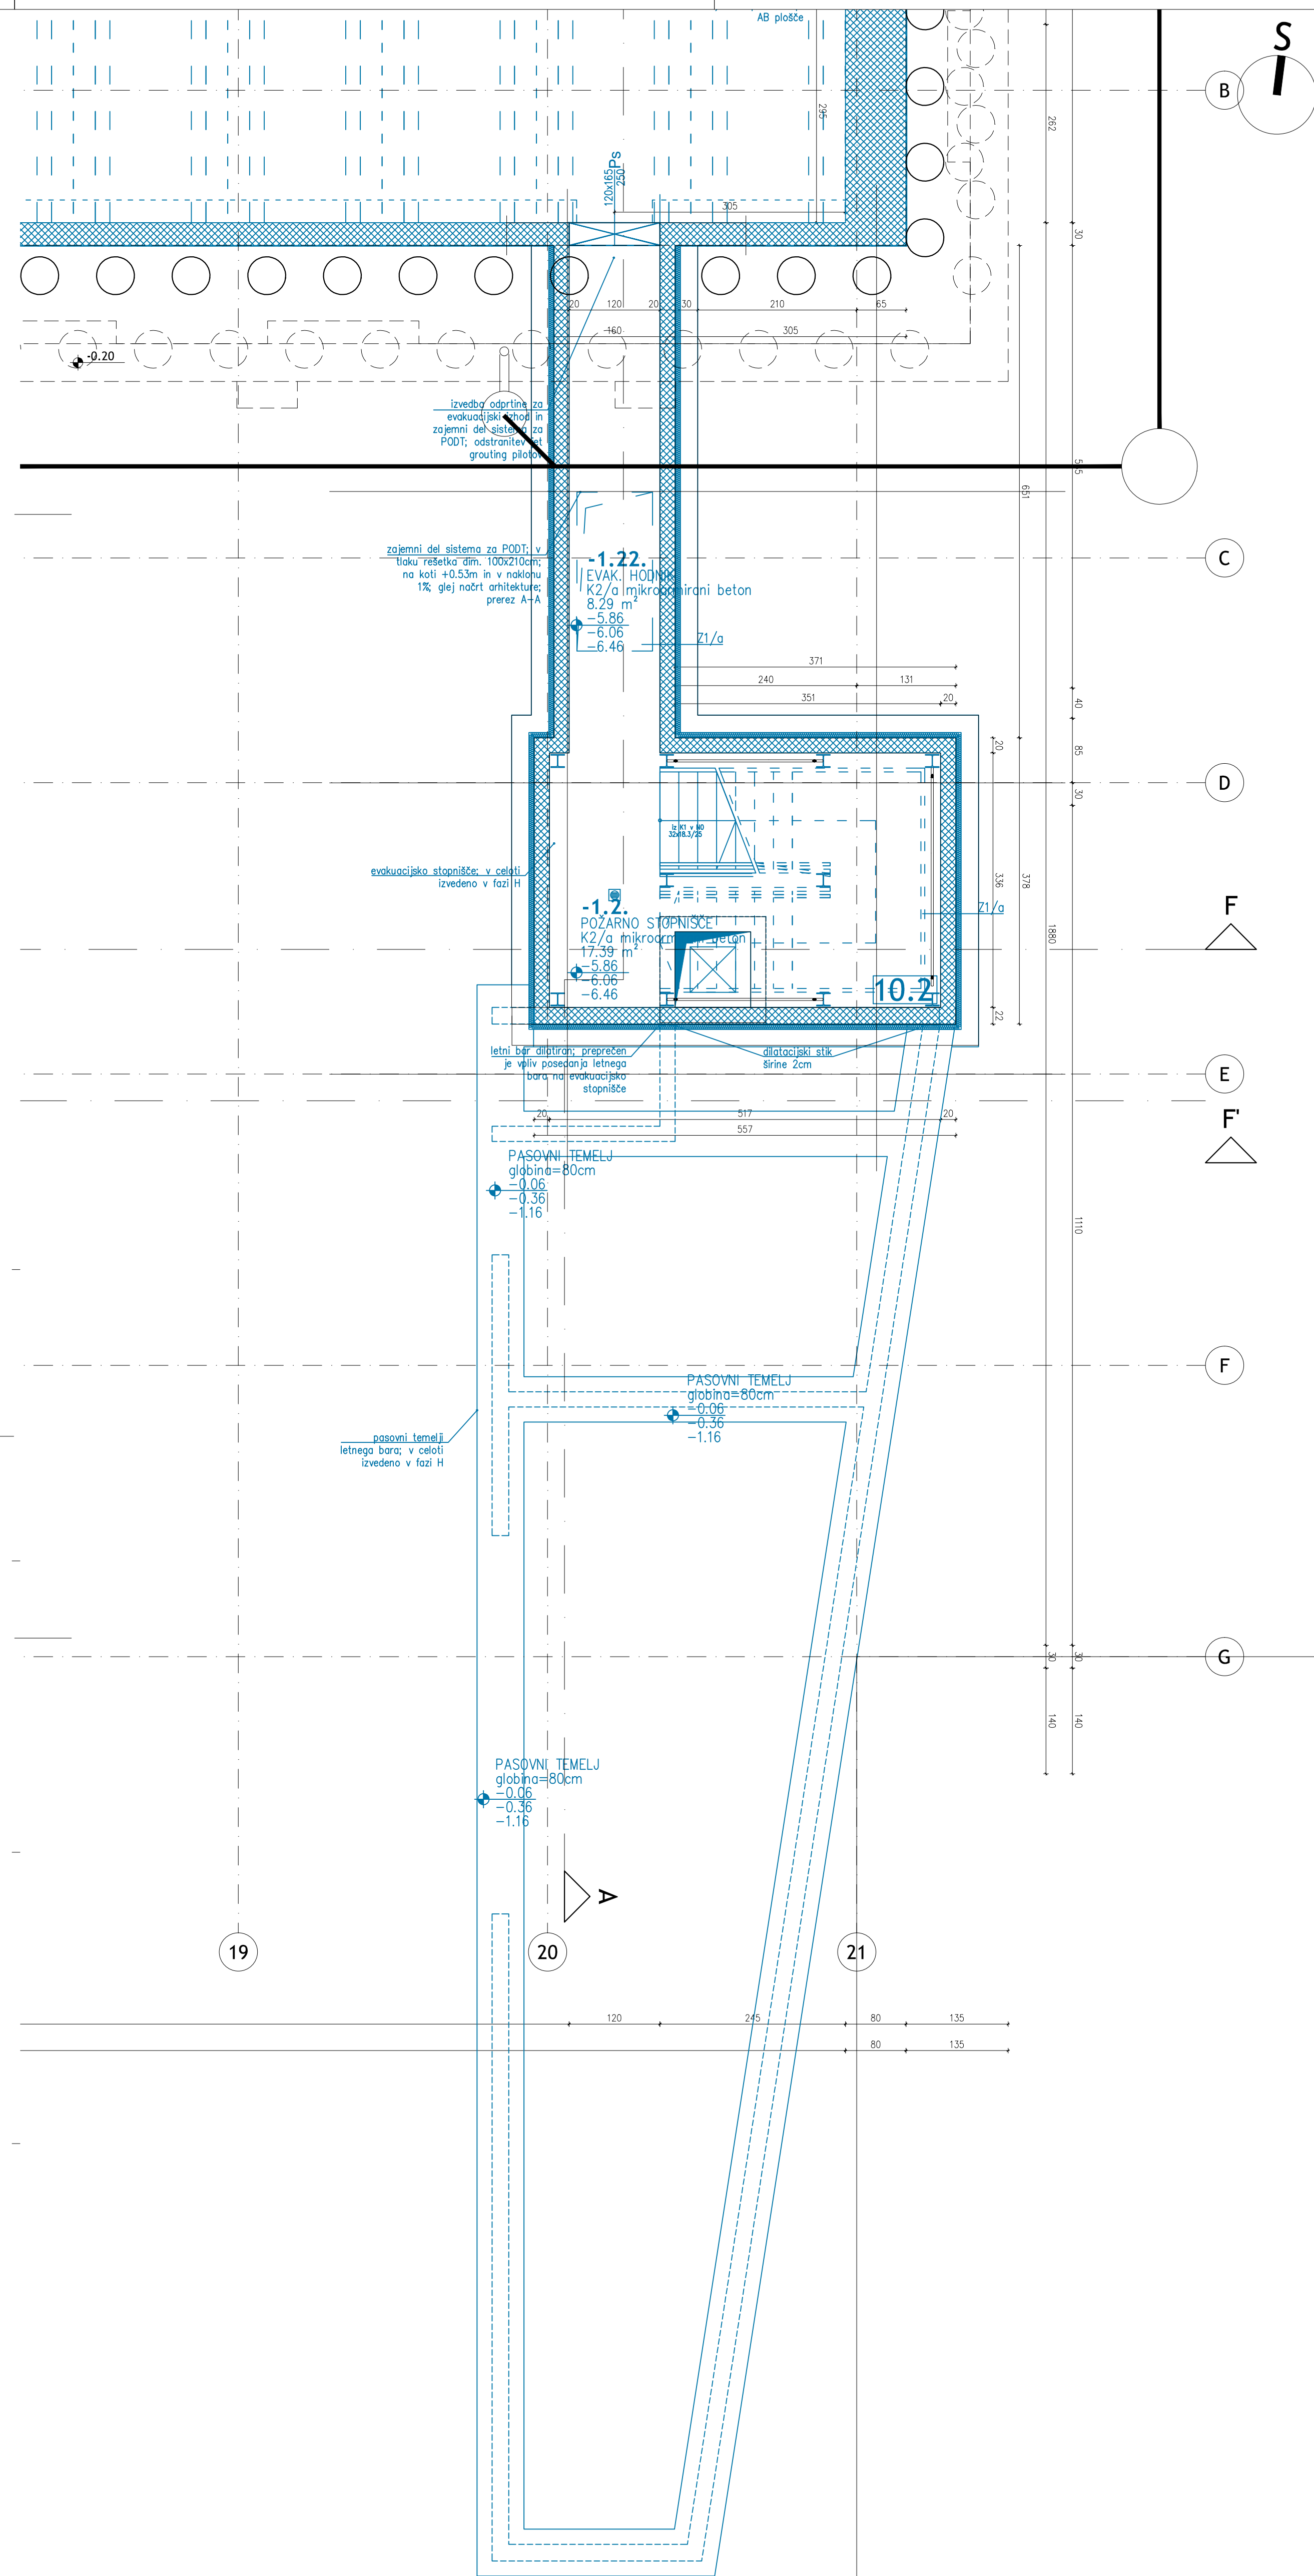 AB plošče
S
B
295
262
120x165
250
Ps
305
30
20
120
20
30
210
65
160
305
-0.20
izvedba odprtine za
evakuacijski izhod in
zajemni del sistema za
PODT; odstranitev jet
grouting pilotov
651
zajemni del sistema za PODT; v
tlaku rešetka dim. 100x210cm;
na koti +0.53m in v naklonu
1%; glej načrt arhitekture;
prerez A-A
-1.22.
EVAK. HODNIK
K2/a mikroarmirani beton
8.29 m²
-5.86
-6.06
-6.46
Z1/a
C
371
240
131
351
20
40
85
20
30
D
Iz K1 v N0
32x18.3/25
evakuacijsko stopnišče; v celoti
izvedeno v fazi H
336
378
1880
Z1/a
F
-1.2.
POŽARNO STOPNIŠČE
K2/a mikroarmirani beton
17.39 m²
-5.86
-6.06
-6.46
10.2
22
letni bar dilatiran; preprečen
je vpliv posedanja letnega
bara na evakuacijsko
stopnišče
dilatacijski stik
širine 2cm
E
20
517
20
557
F'
PASOVNI TEMELJ
globina=80cm
-0.06
-0.36
-1.16
1110
F
PASOVNI TEMELJ
globina=80cm
-0.06
-0.36
-1.16
pasovni temelji
letnega bara; v celoti
izvedeno v fazi H
30
30
G
140
140
PASOVNI TEMELJ
globina=80cm
-0.06
-0.36
-1.16
A
19
20
21
120
245
80
135
80
135